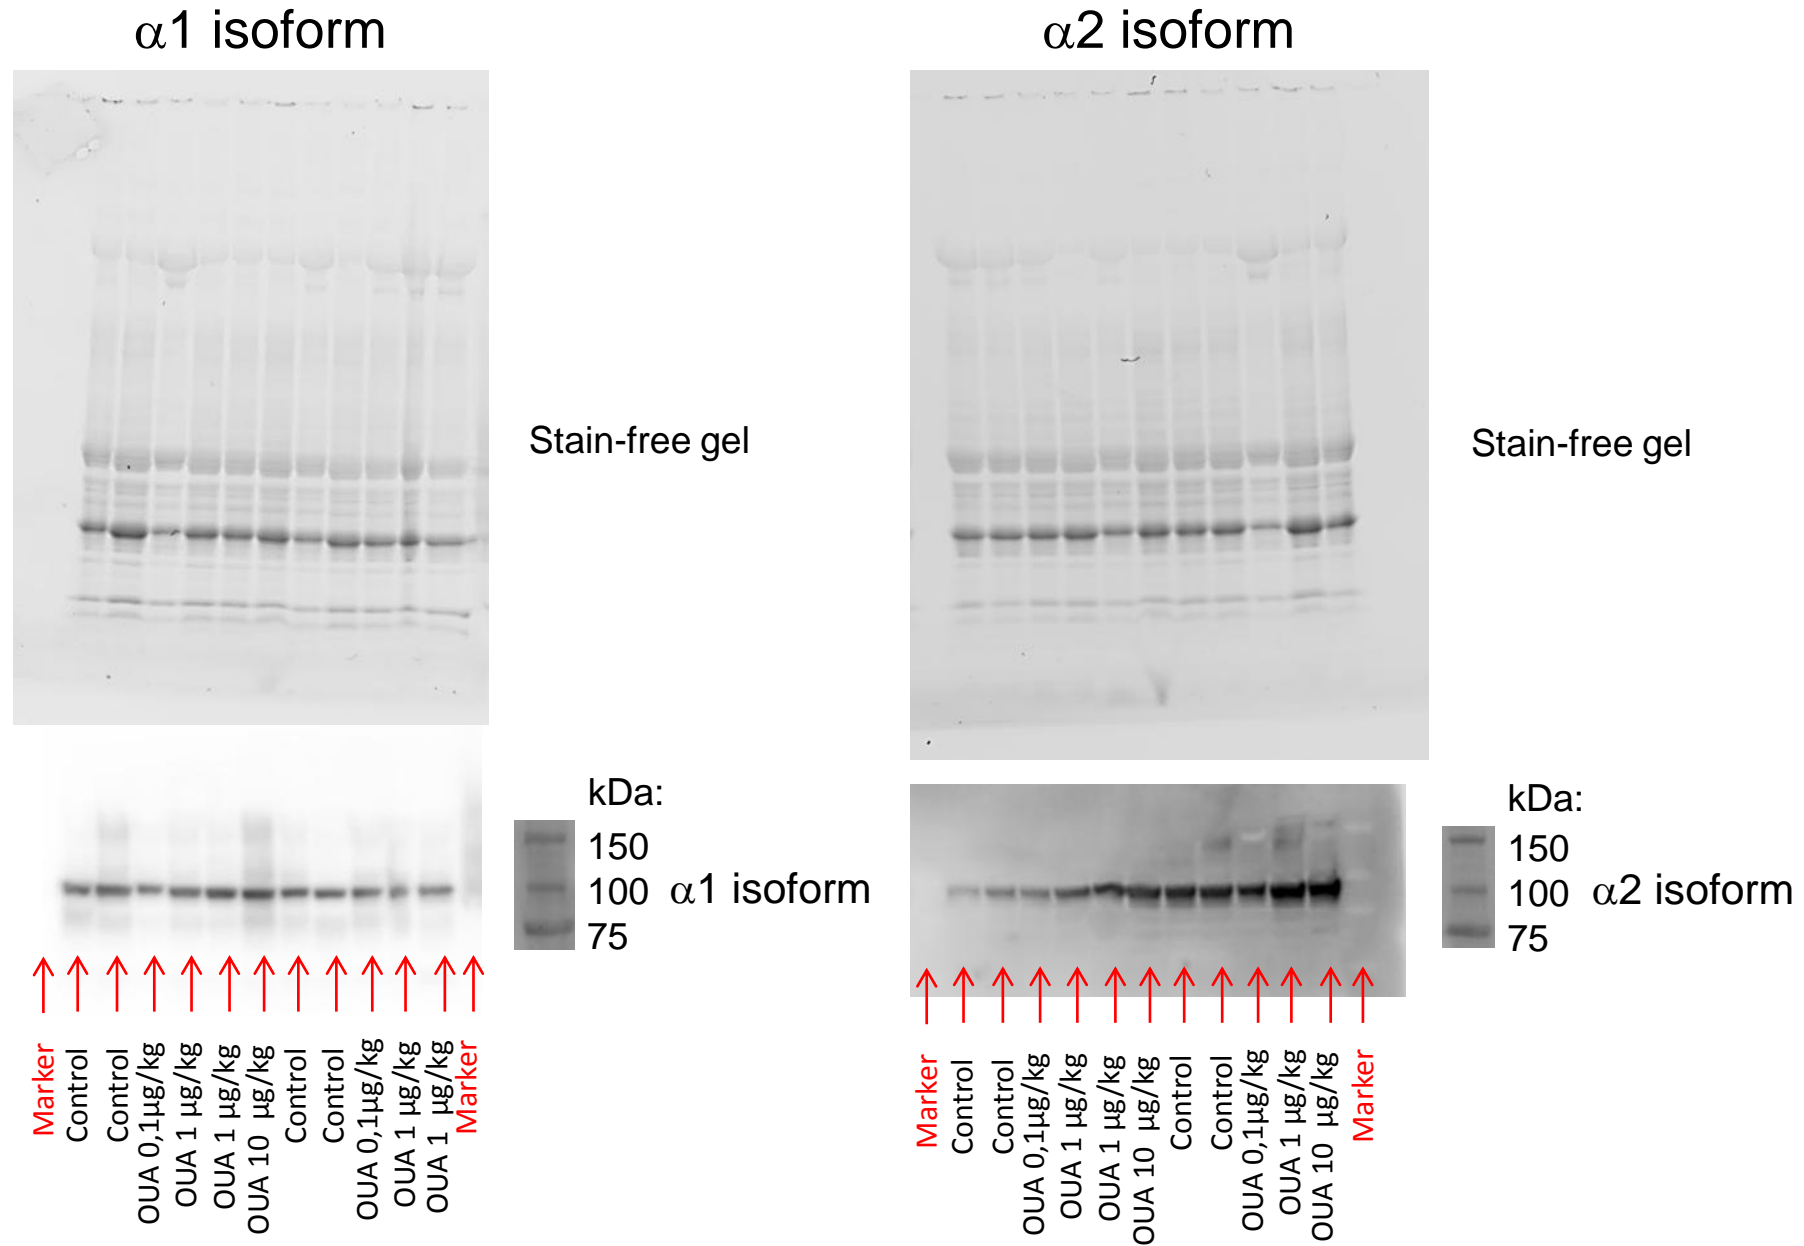 α1 isoform
α2 isoform
Stain-free gel
Stain-free gel
kDa:
150
100
75
α1 isoform
kDa:
150
100
75
α2 isoform
Marker
Control
Control
OUA 0,1µg/kg
OUA 1 µg/kg
OUA 1 µg/kg
OUA 10 µg/kg
Control
Control
OUA 0,1µg/kg
OUA 1 µg/kg
OUA 1 µg/kg
Marker
Marker
Control
Control
OUA 0,1µg/kg
OUA 1 µg/kg
OUA 1 µg/kg
OUA 10 µg/kg
Control
Control
OUA 0,1µg/kg
OUA 1 µg/kg
OUA 10 µg/kg
Marker